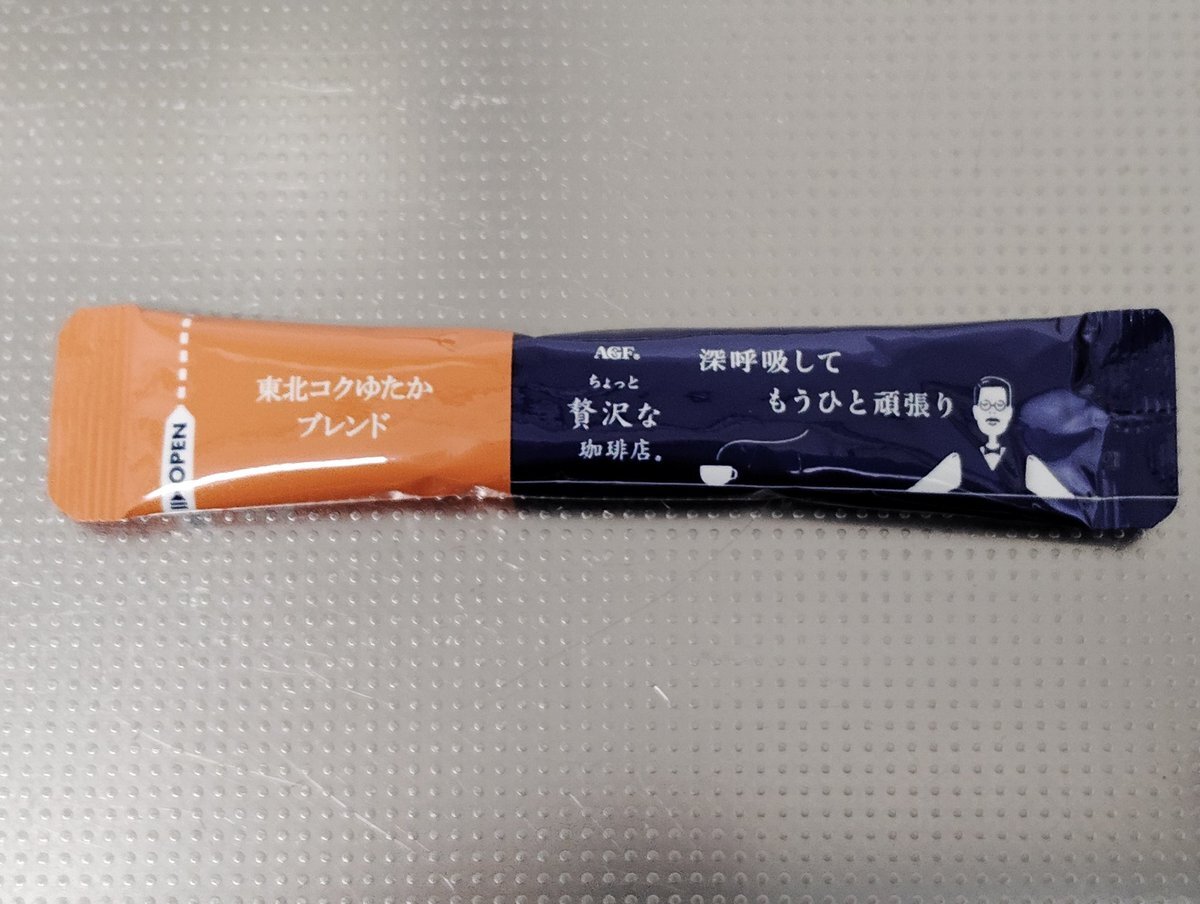 OPEN
東北コクゆたか
ブレンド
AGF®
ちょっと
贅沢な
珈琲店®
深呼吸して
もうひと頑張り